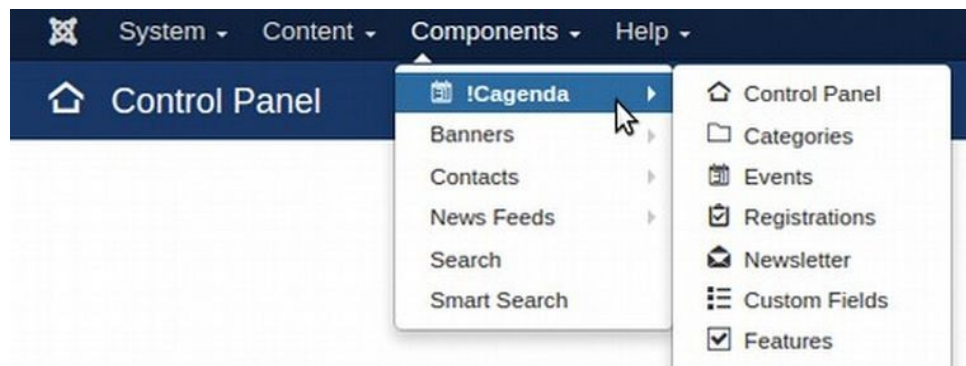 System Content Components Help
Control Panel
!Cagenda
Banners
Contacts
News Feeds
Search
Smart Search
Control Panel
Categories
Events
Registrations
Newsletter
Custom Fields
Features